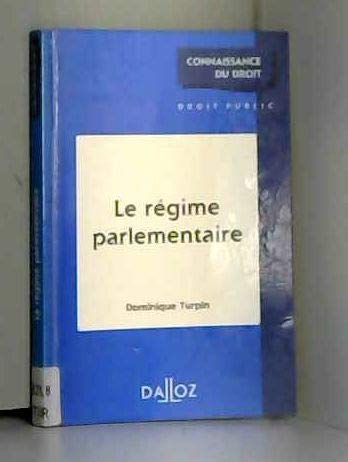 CONNAISSANCE
DU DROIT
DROIT PUBLIC
Le régime
parlementaire
Dominique Turpin
DALLOZ
Le régime parlementaire